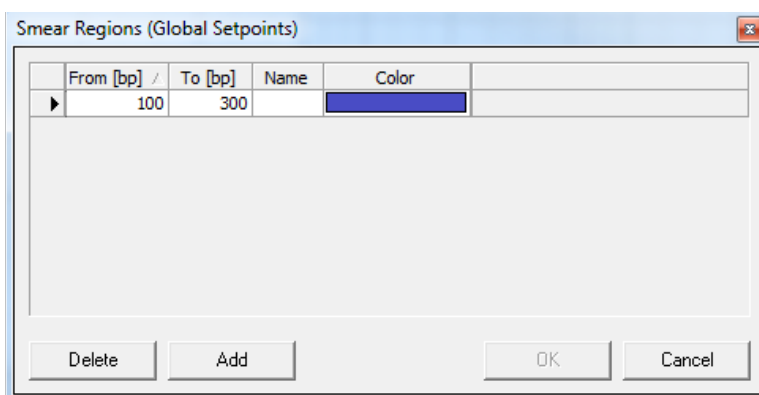 Smear Regions (Global Setpoints)
From [bp] / To [bp] Name Color
100 300
Delete Add OK Cancel